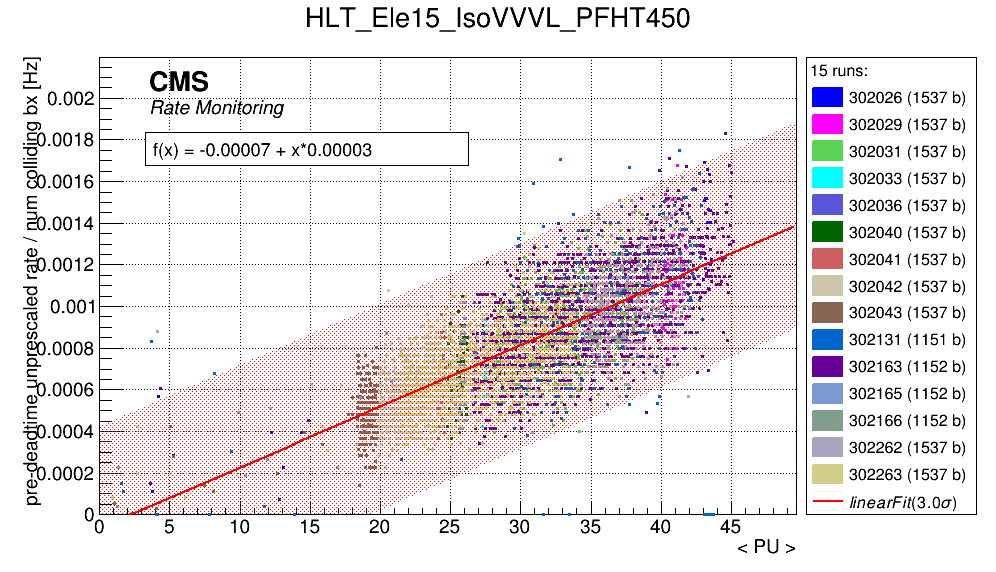 HLT_Ele15_IsoVVVL_PFHT450
pre-deadtime unprescaled rate / num colliding bx [Hz]
CMS
Rate Monitoring
f(x) = -0.00007 + x*0.00003
0.002
0.0018
0.0016
0.0014
0.0012
0.001
0.0008
0.0006
0.0004
0.0002
0
0 5 10 15 20 25 30 35 40 45
< PU >
15 runs:
302026 (1537 b)
302029 (1537 b)
302031 (1537 b)
302033 (1537 b)
302036 (1537 b)
302040 (1537 b)
302041 (1537 b)
302042 (1537 b)
302043 (1537 b)
302131 (1151 b)
302163 (1152 b)
302165 (1152 b)
302166 (1152 b)
302262 (1537 b)
302263 (1537 b)
linearFit(3.0σ)